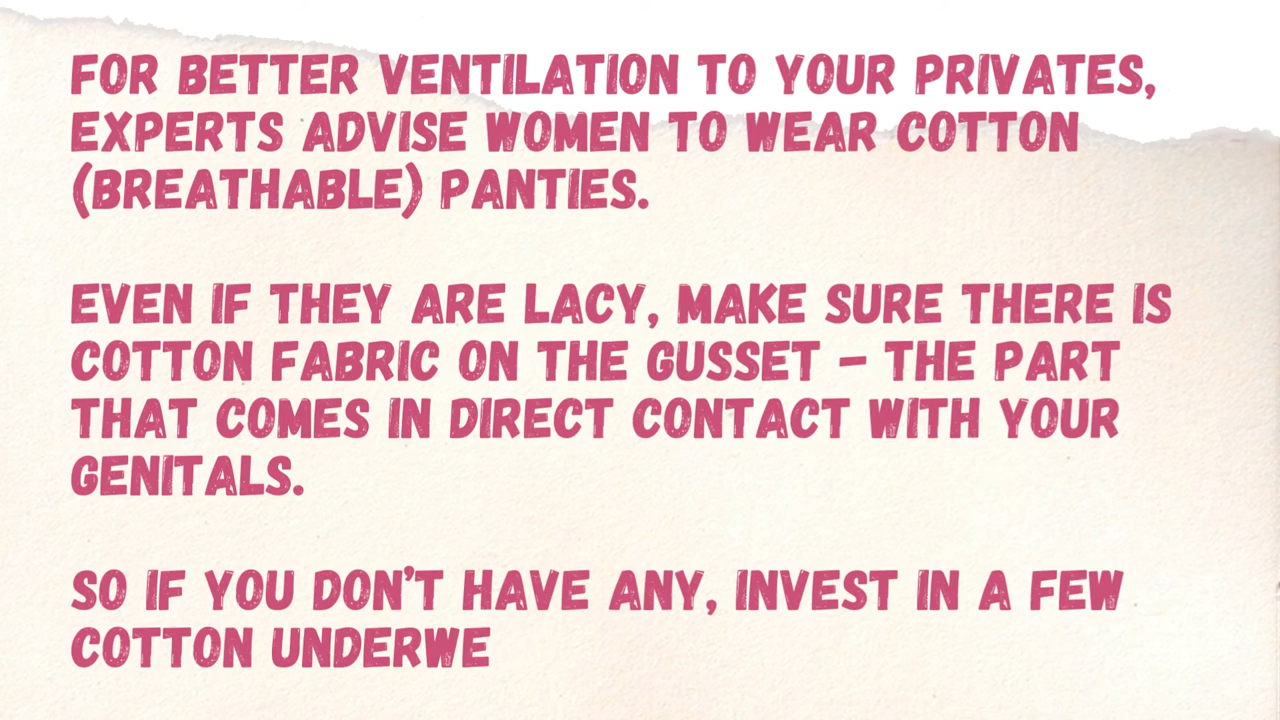 FOR BETTER VENTILATION TO YOUR PRIVATES,
EXPERTS ADVISE WOMEN TO WEAR COTTON
(BREATHABLE) PANTIES.
EVEN IF THEY ARE LACY, MAKE SURE THERE IS
COTTON FABRIC ON THE GUSSET – THE PART
THAT COMES IN DIRECT CONTACT WITH YOUR
GENITALS.
SO IF YOU DON'T HAVE ANY, INVEST IN A FEW
COTTON UNDERWE